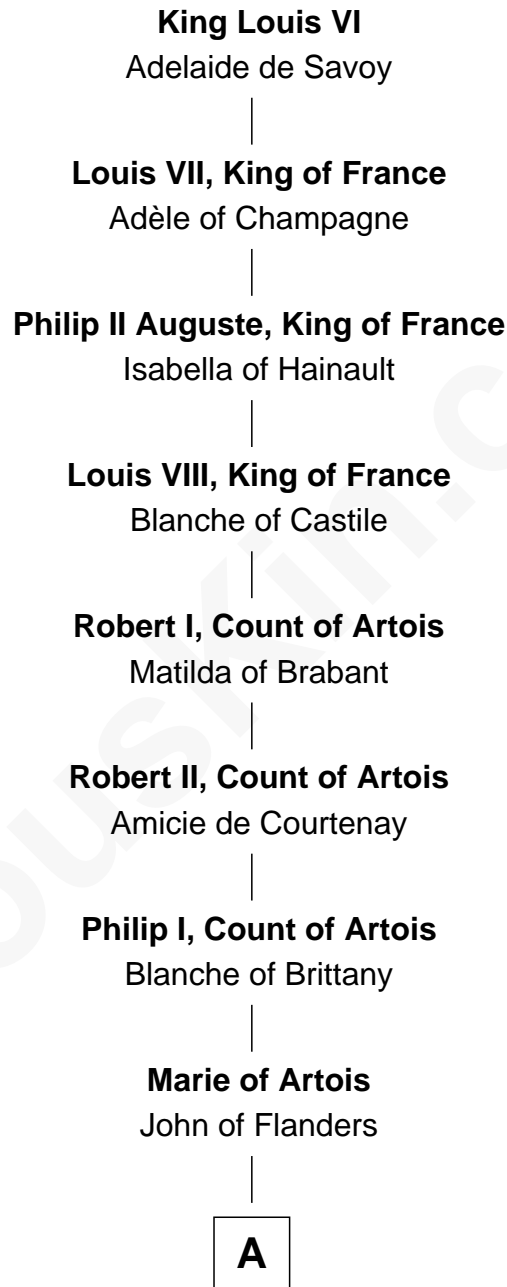 King Louis VI
Adelaide de Savoy
Louis VII, King of France
Adèle of Champagne
Philip II Auguste, King of France
Isabella of Hainault
Louis VIII, King of France
Blanche of Castile
Robert I, Count of Artois
Matilda of Brabant
Robert II, Count of Artois
Amicie de Courtenay
Philip I, Count of Artois
Blanche of Brittany
Marie of Artois
John of Flanders
A